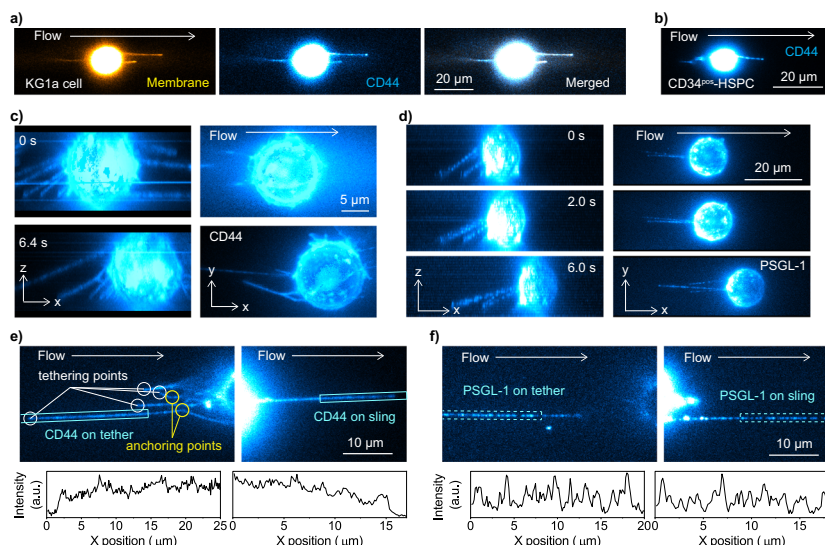 a)
Flow
KG1a cell
Membrane
CD44
20 µm
Merged
b)
Flow
CD44
CD34pos-HSPC
20 µm
c)
0 s
Flow
5 µm
6.4 s
z
x
CD44
y
x
d)
0 s
Flow
20 µm
2.0 s
6.0 s
z
x
PSGL-1
y
x
e)
Flow
tethering points
CD44 on tether
anchoring points
Flow
CD44 on sling
10 µm
Intensity
(a.u.)
0 5 10 15 20 25
X position ( µm)
0 5 10 15
X position ( µm)
f)
Flow
PSGL-1 on tether
Flow
PSGL-1 on sling
10 µm
Intensity
(a.u.)
0 5 10 15 20
X position ( µm)
0 5 10 15
X position ( µm)